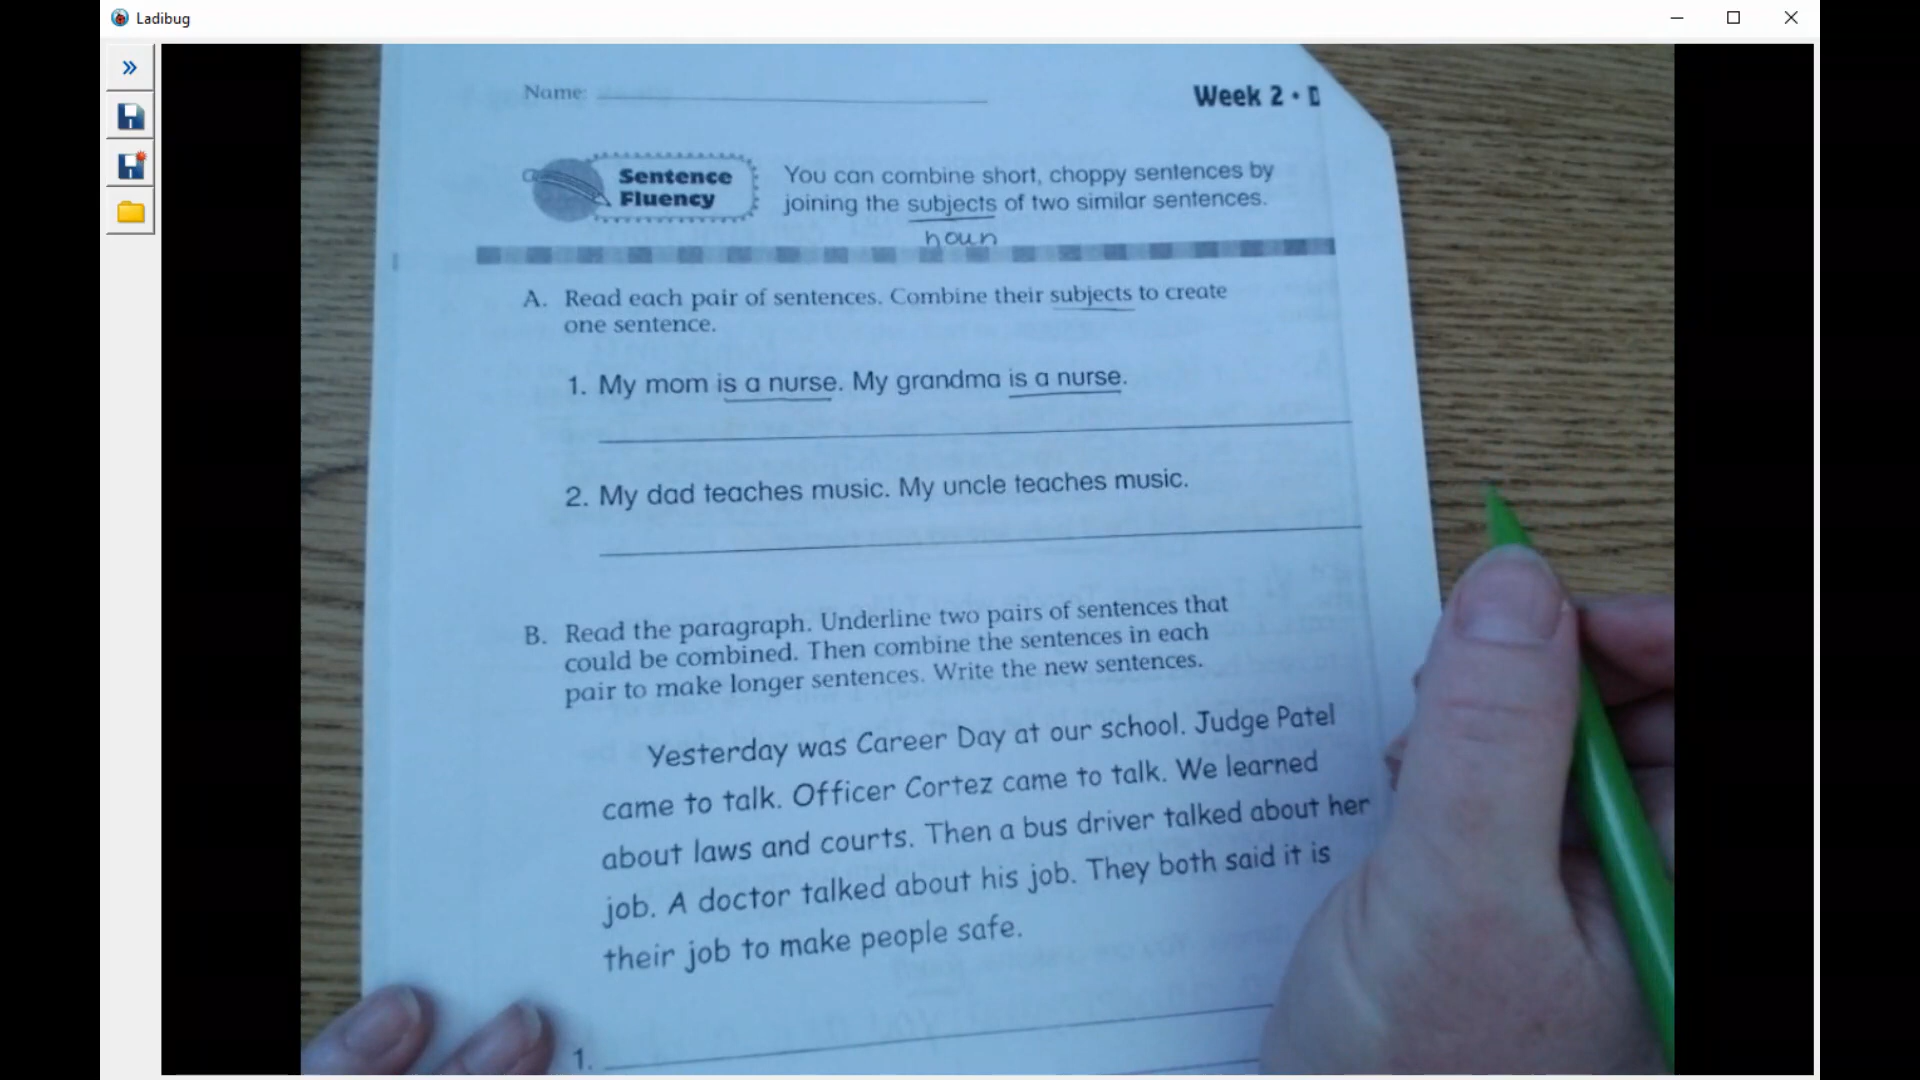 Ladibug
Name:
Week 2 •
Sentence
Fluency
You can combine short, choppy sentences by
joining the subjects of two similar sentences.
noun
A. Read each pair of sentences. Combine their subjects to create
one sentence.
1. My mom is a nurse. My grandma is a nurse.
2. My dad teaches music. My uncle teaches music.
B. Read the paragraph. Underline two pairs of sentences that
could be combined. Then combine the sentences in each
pair to make longer sentences. Write the new sentences.
Yesterday was Career Day at our school. Judge Patel
came to talk. Officer Cortez came to talk. We learned
about laws and courts. Then a bus driver talked about her
job. A doctor talked about his job. They both said it is
their job to make people safe.
1.